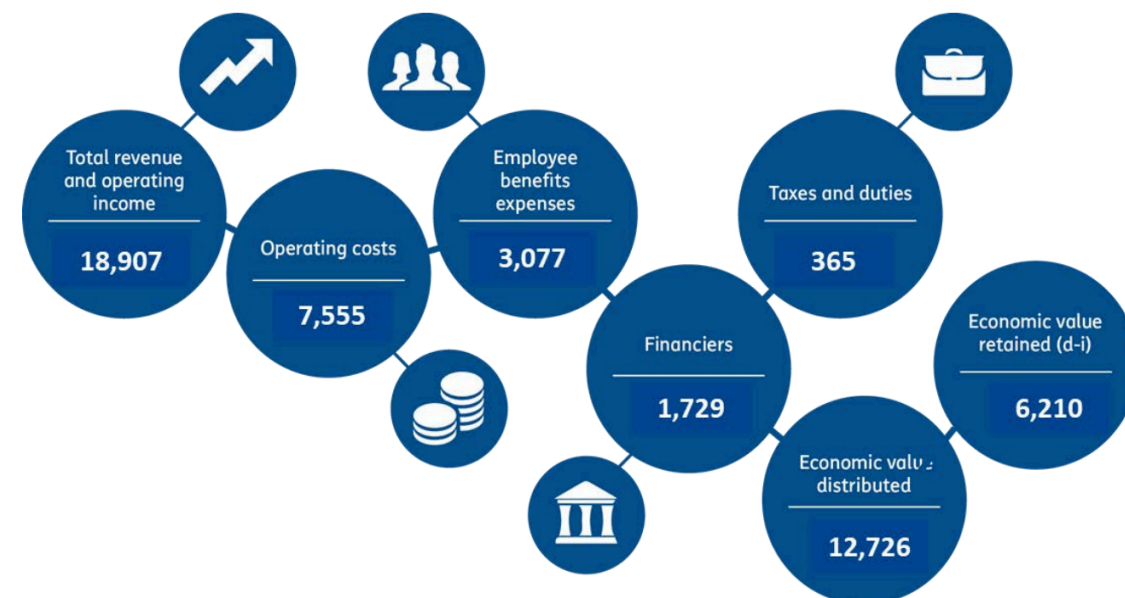 Total revenue
and operating
income
18,907
Operating costs
7,555
Employee
benefits
expenses
3,077
Financiers
1,729
Taxes and duties
365
Economic value
distributed
12,726
Economic value
retained (d-i)
6,210